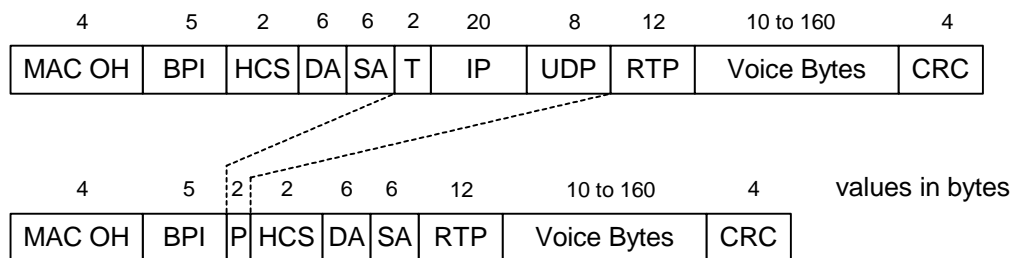 4 5 2 6 6 2 20 8 12 10 to 160 4
MAC OH BPI HCS DA SA T IP UDP RTP Voice Bytes CRC
4 5 2 2 6 6 12 10 to 160 4 values in bytes
MAC OH BPI P HCS DA SA RTP Voice Bytes CRC